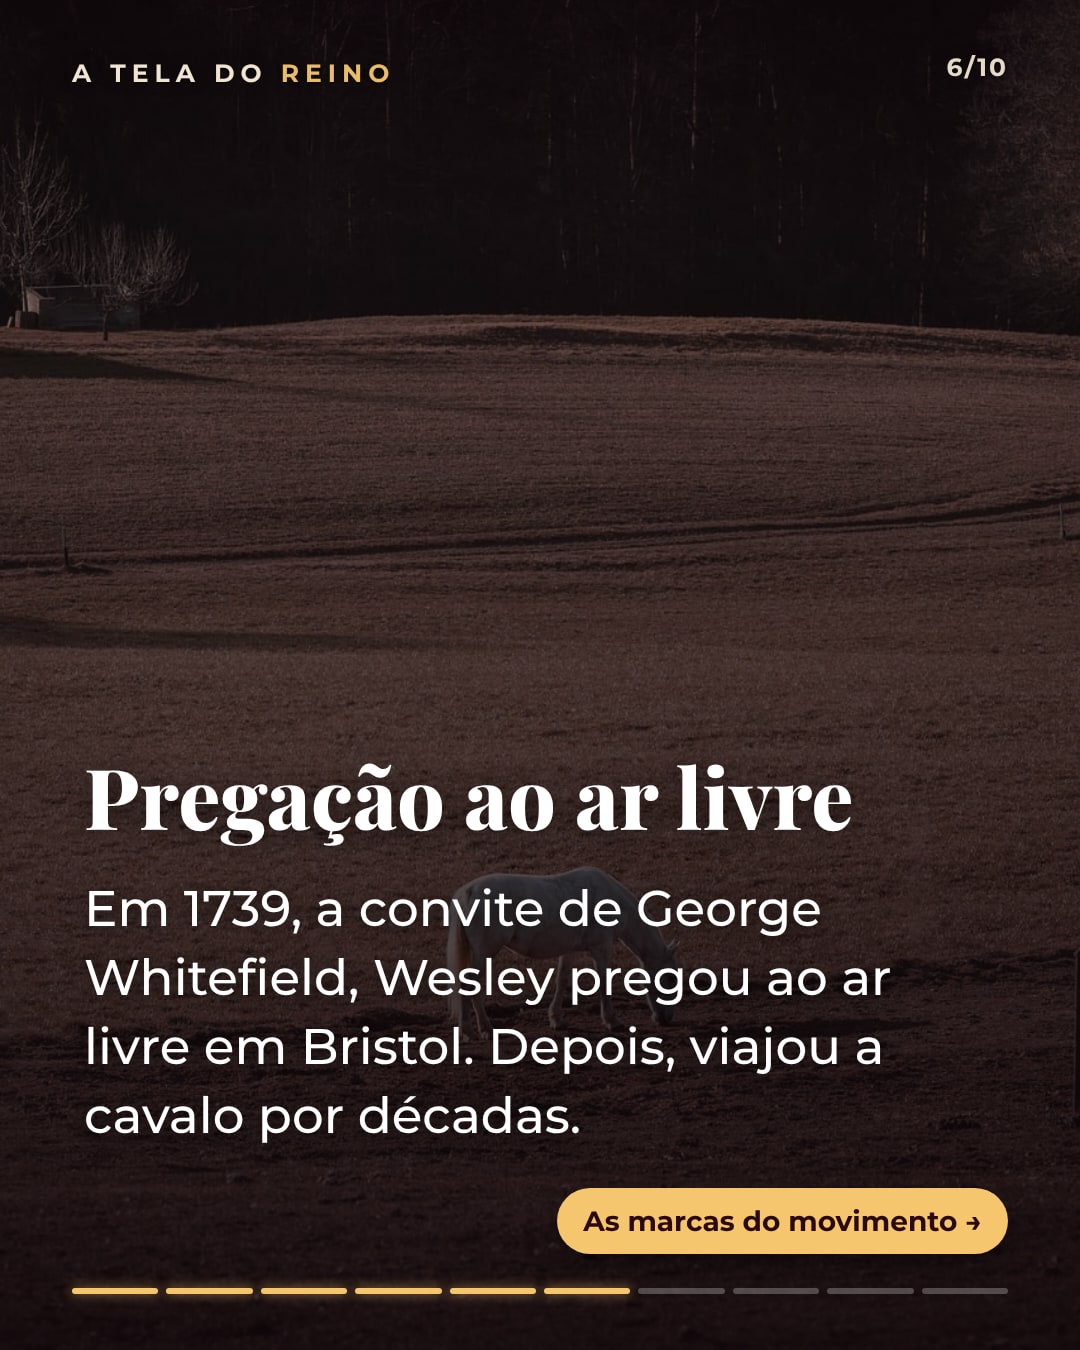 A TELA DO REINO
6/10
Pregação ao ar livre
Em 1739, a convite de George
Whitefield, Wesley pregou ao ar
livre em Bristol. Depois, viajou a
cavalo por décadas.
As marcas do movimento →